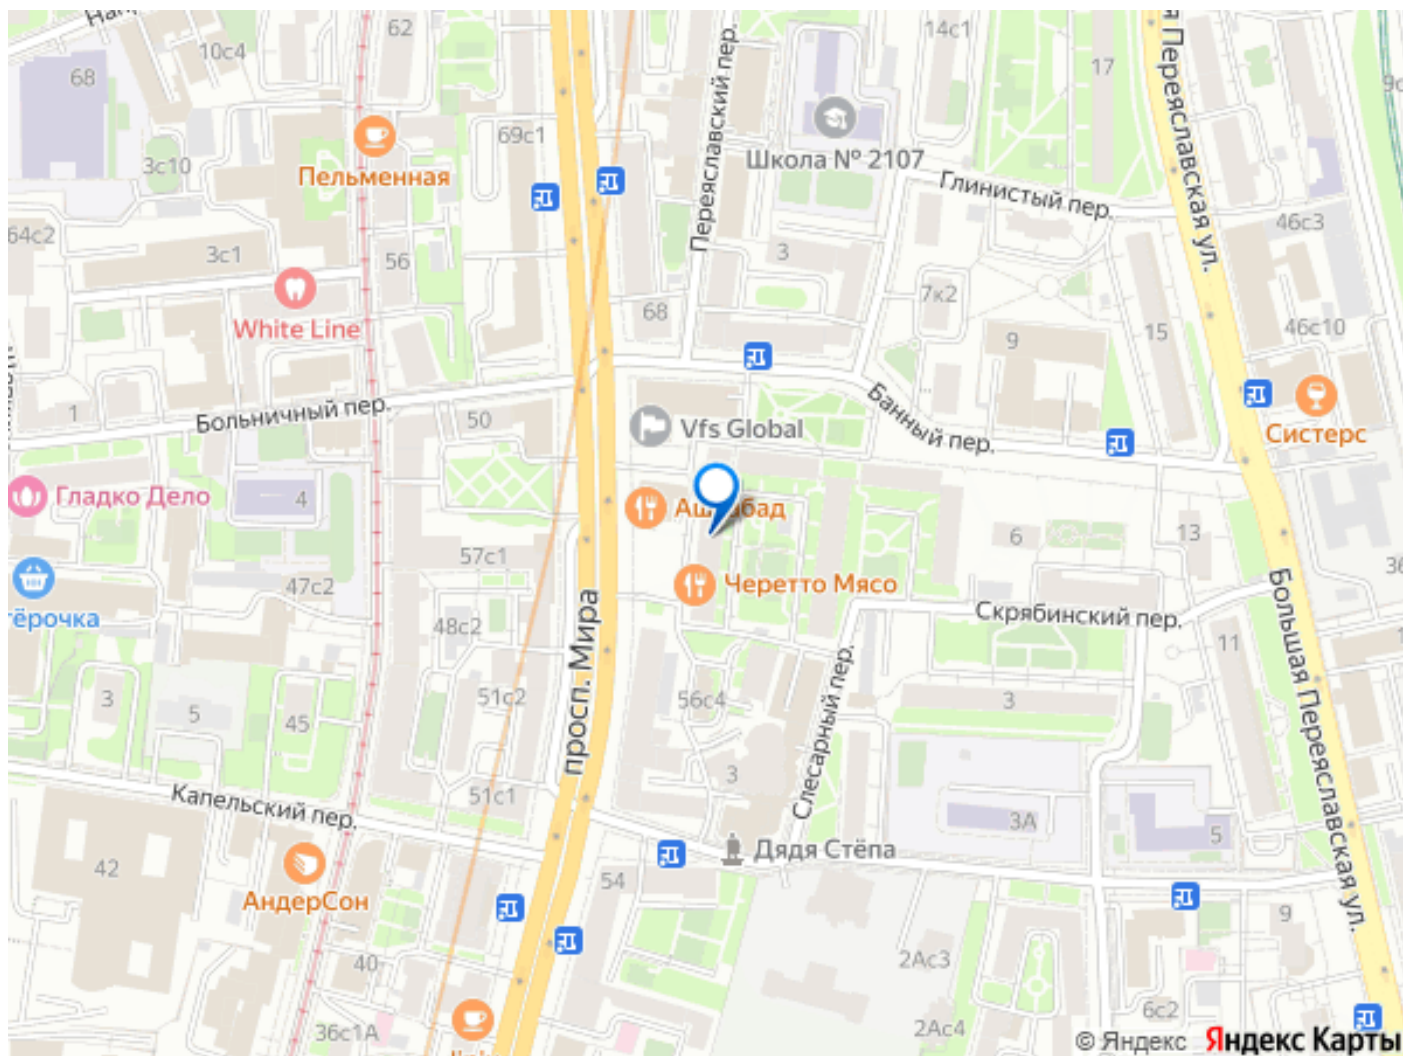 62
10с4
68
14с1
17
Переяславский пер.
69с1
Школа № 2107
3с10
Пельменная
Глинистый пер.
Переяславская ул.
64с2
3с1
56
3
46с3
7к2
68
White Line
9
15
46с10
1
Больничный пер.
50
Vfs Global
Банный пер.
Систерс
Гладко Дело
4
57с1
6
13
47с2
Черетто Мясо
тёрочка
48с2
Скрябинский пер.
11
просп. Мира
Слесарный пер.
Большая Переяславская ул.
3
5
45
51с2
56с4
3
3
51с1
Капельский пер.
3А
5
42
Дядя Стёпа
АндерСон
54
9
40
2Ас3
36с1А
2Ас4
6с2
© Яндекс Яндекс Карты